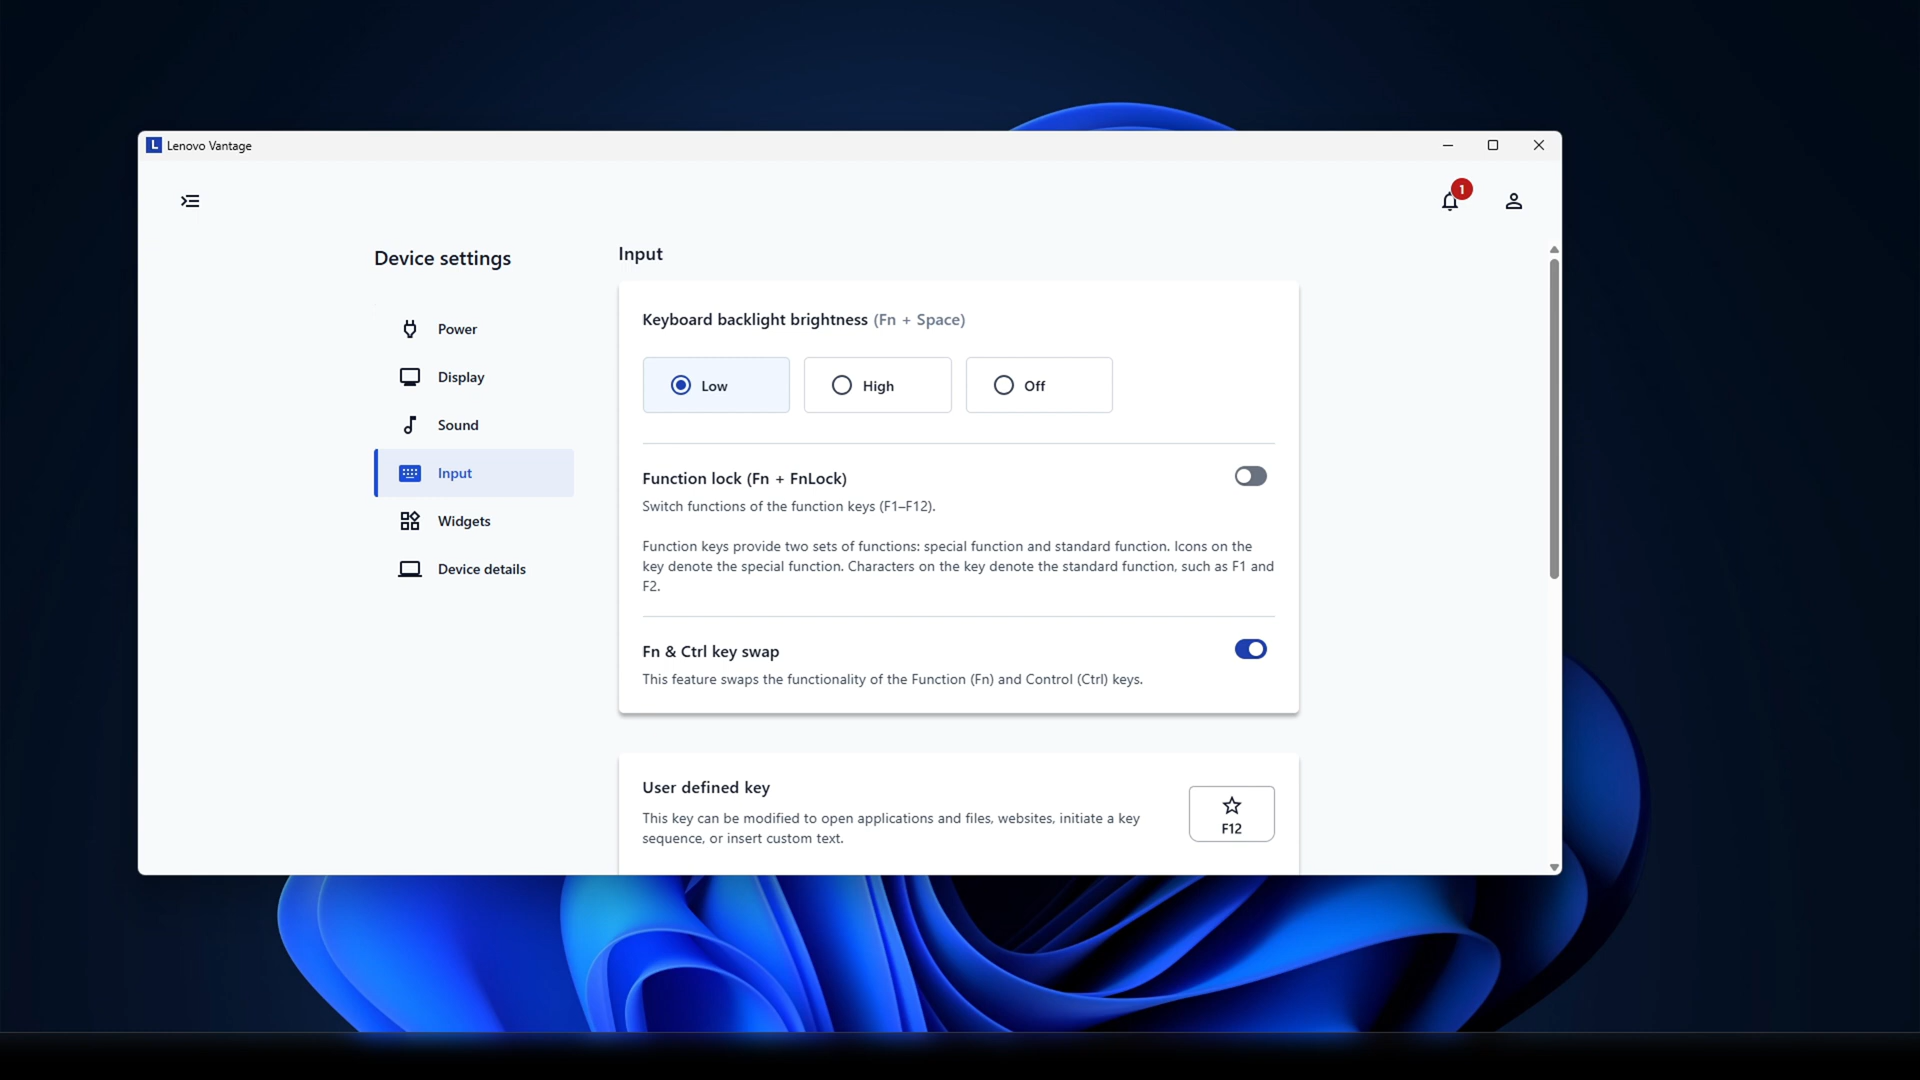 L Lenovo Vantage
1
Device settings
Power
Display
Sound
Input
Widgets
Device details
Input
Keyboard backlight brightness (Fn + Space)
Low
High
Off
Function lock (Fn + FnLock)
Switch functions of the function keys (F1–F12).
Function keys provide two sets of functions: special function and standard function. Icons on the
key denote the special function. Characters on the key denote the standard function, such as F1 and
F2.
Fn & Ctrl key swap
This feature swaps the functionality of the Function (Fn) and Control (Ctrl) keys.
User defined key
This key can be modified to open applications and files, websites, initiate a key
sequence, or insert custom text.
F12